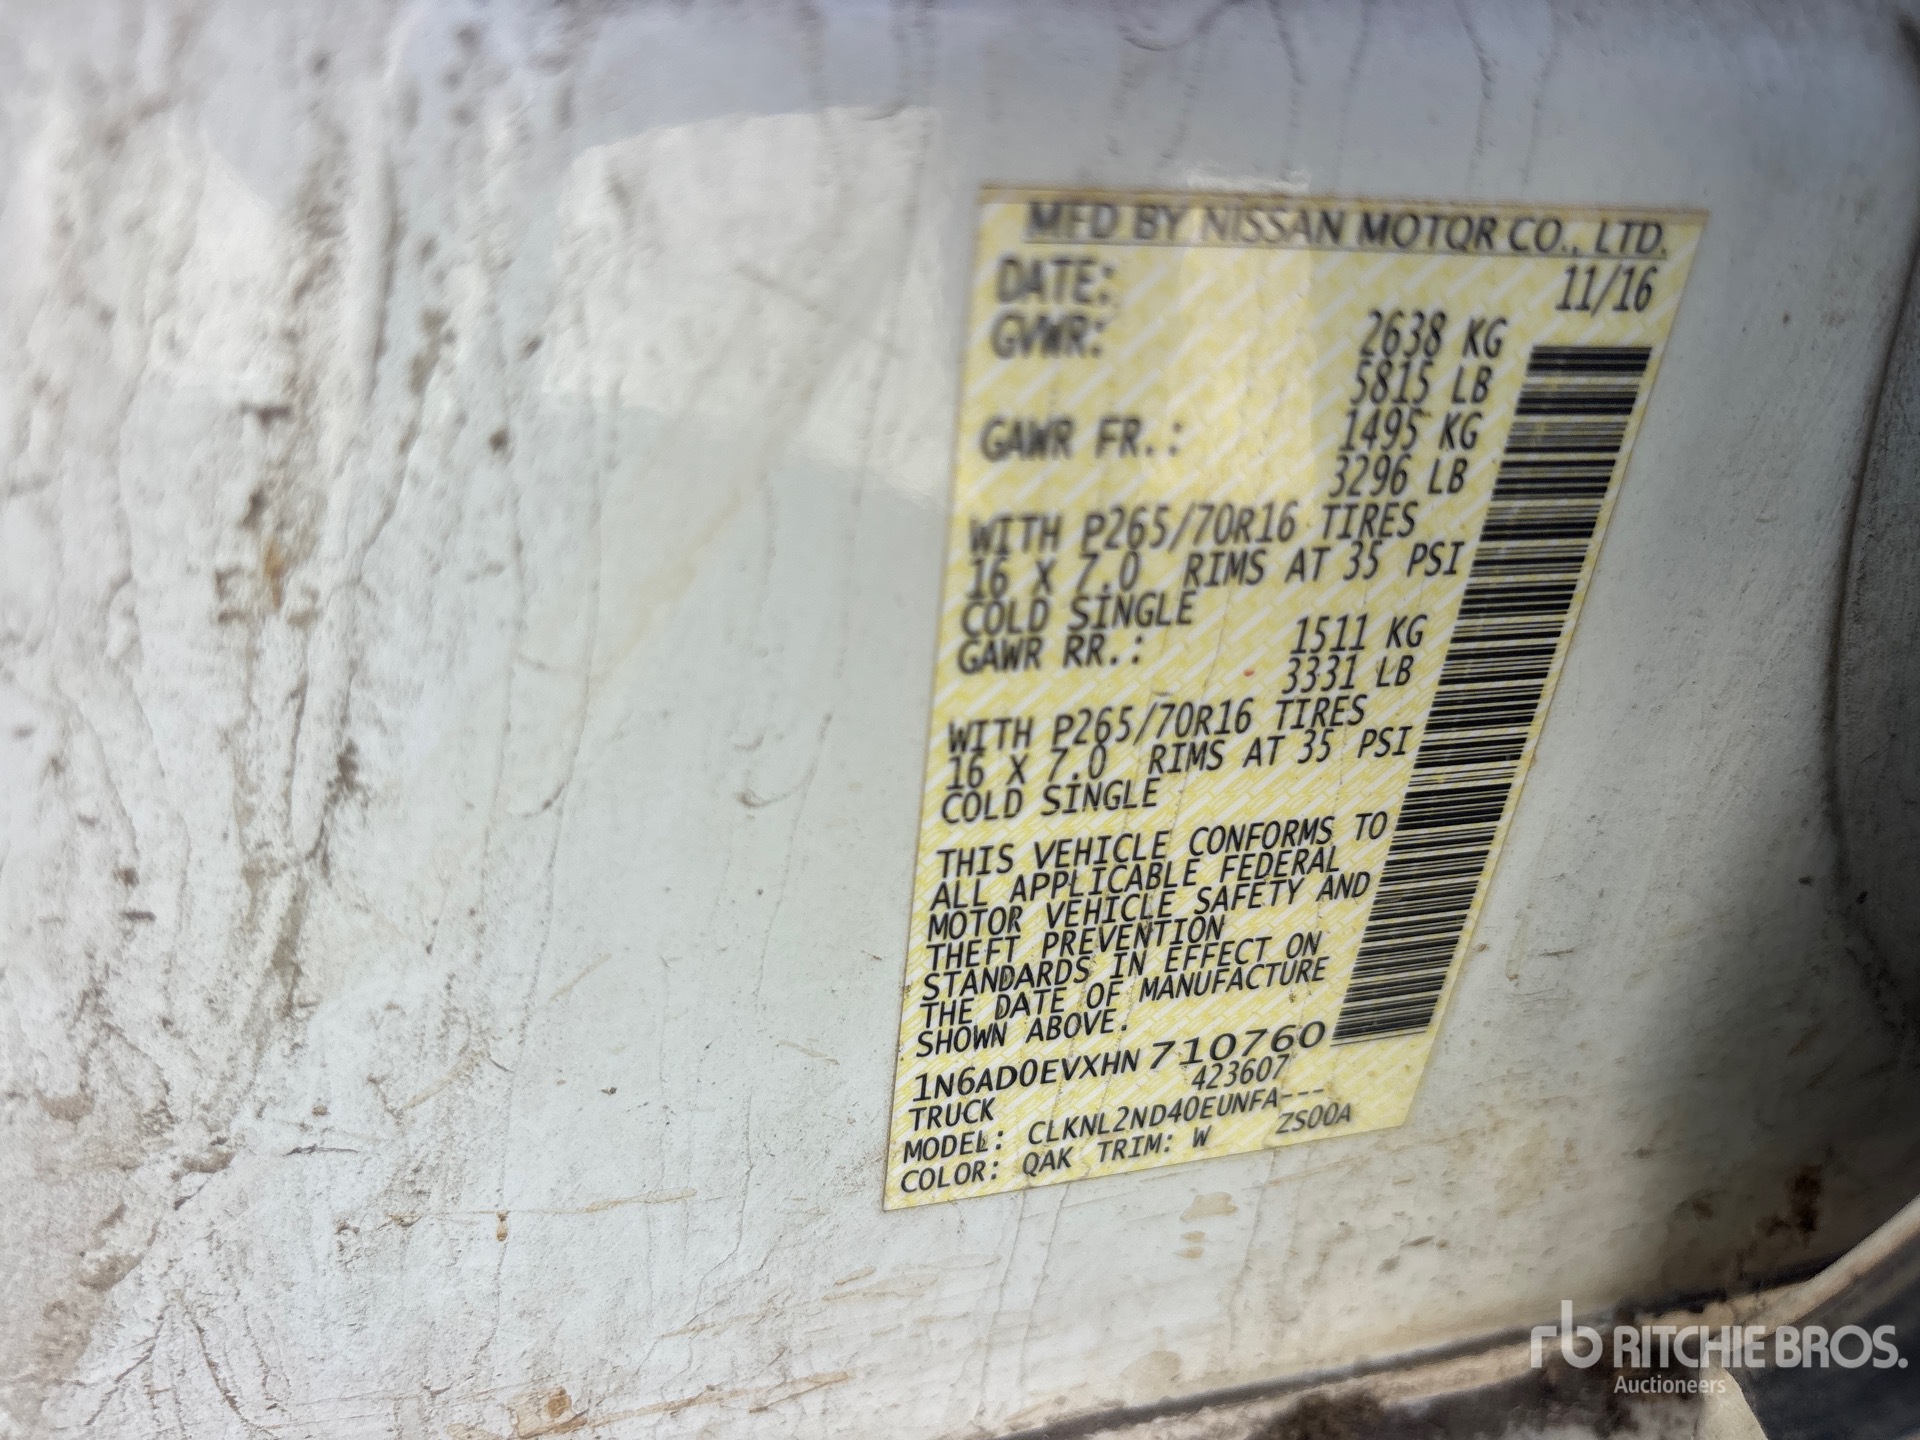 MFD BY NISSAN MOTOR CO., LTD.
DATE: 11/16
GVWR: 2638 KG
5815 LB
GAWR FR.: 1495 KG
3296 LB
WITH P265/70R16 TIRES
16 X 7.0 RIMS AT 35 PSI
COLD SINGLE
GAWR RR.: 1511 KG
3331 LB
WITH P265/70R16 TIRES
16 X 7.0 RIMS AT 35 PSI
COLD SINGLE
THIS VEHICLE CONFORMS TO
ALL APPLICABLE FEDERAL
MOTOR VEHICLE SAFETY AND
THEFT PREVENTION
STANDARDS IN EFFECT ON
THE DATE OF MANUFACTURE
SHOWN ABOVE.
1N6AD0EVXHN710760
TRUCK 423607
MODEL: CLKNL2ND40EUNFA---
COLOR: QAK TRIM: W ZS00A
rb RITCHIE BROS.
Auctioneers